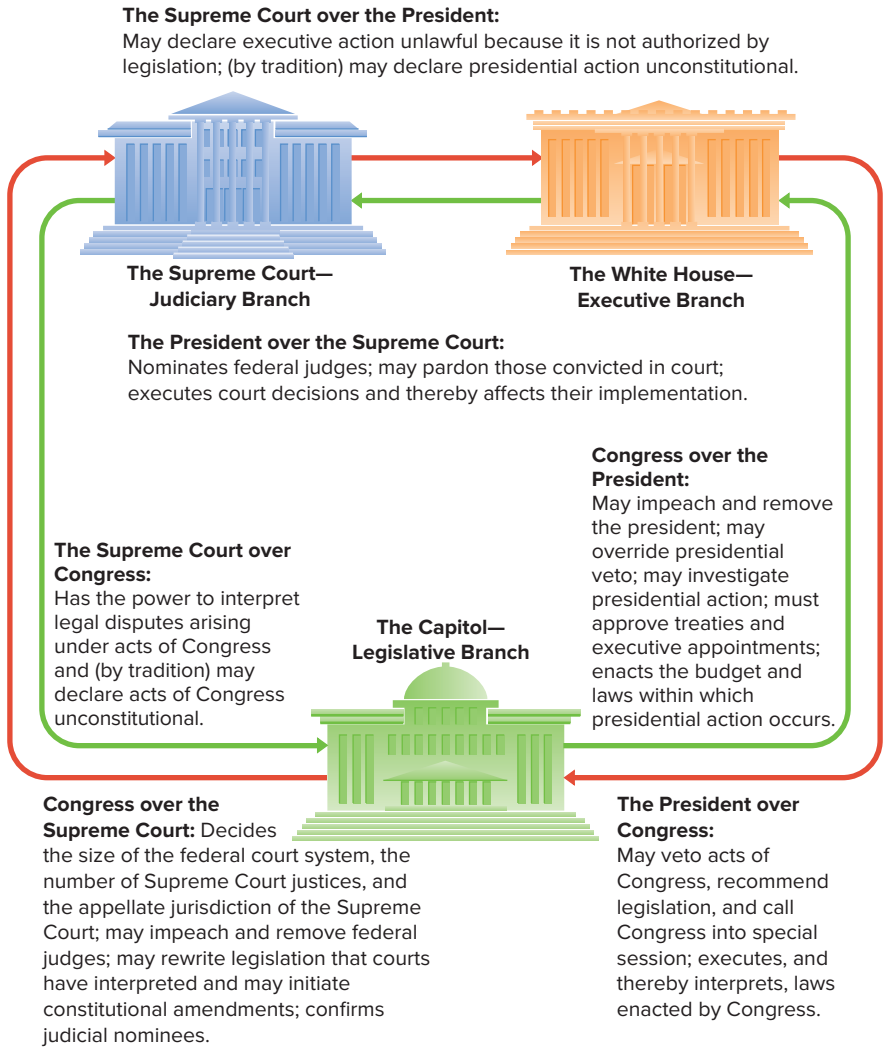 The Supreme Court over the President:
May declare executive action unlawful because it is not authorized by
legislation; (by tradition) may declare presidential action unconstitutional.
The Supreme Court—
Judiciary Branch
The White House—
Executive Branch
The President over the Supreme Court:
Nominates federal judges; may pardon those convicted in court;
executes court decisions and thereby affects their implementation.
Congress over the
President:
May impeach and remove
the president; may
override presidential
veto; may investigate
presidential action; must
approve treaties and
executive appointments;
enacts the budget and
laws within which
presidential action occurs.
The Supreme Court over
Congress:
Has the power to interpret
legal disputes arising
under acts of Congress
and (by tradition) may
declare acts of Congress
unconstitutional.
The Capitol—
Legislative Branch
Congress over the
Supreme Court: Decides
the size of the federal court system, the
number of Supreme Court justices, and
the appellate jurisdiction of the Supreme
Court; may impeach and remove federal
judges; may rewrite legislation that courts
have interpreted and may initiate
constitutional amendments; confirms
judicial nominees.
The President over
Congress:
May veto acts of
Congress, recommend
legislation, and call
Congress into special
session; executes, and
thereby interprets, laws
enacted by Congress.